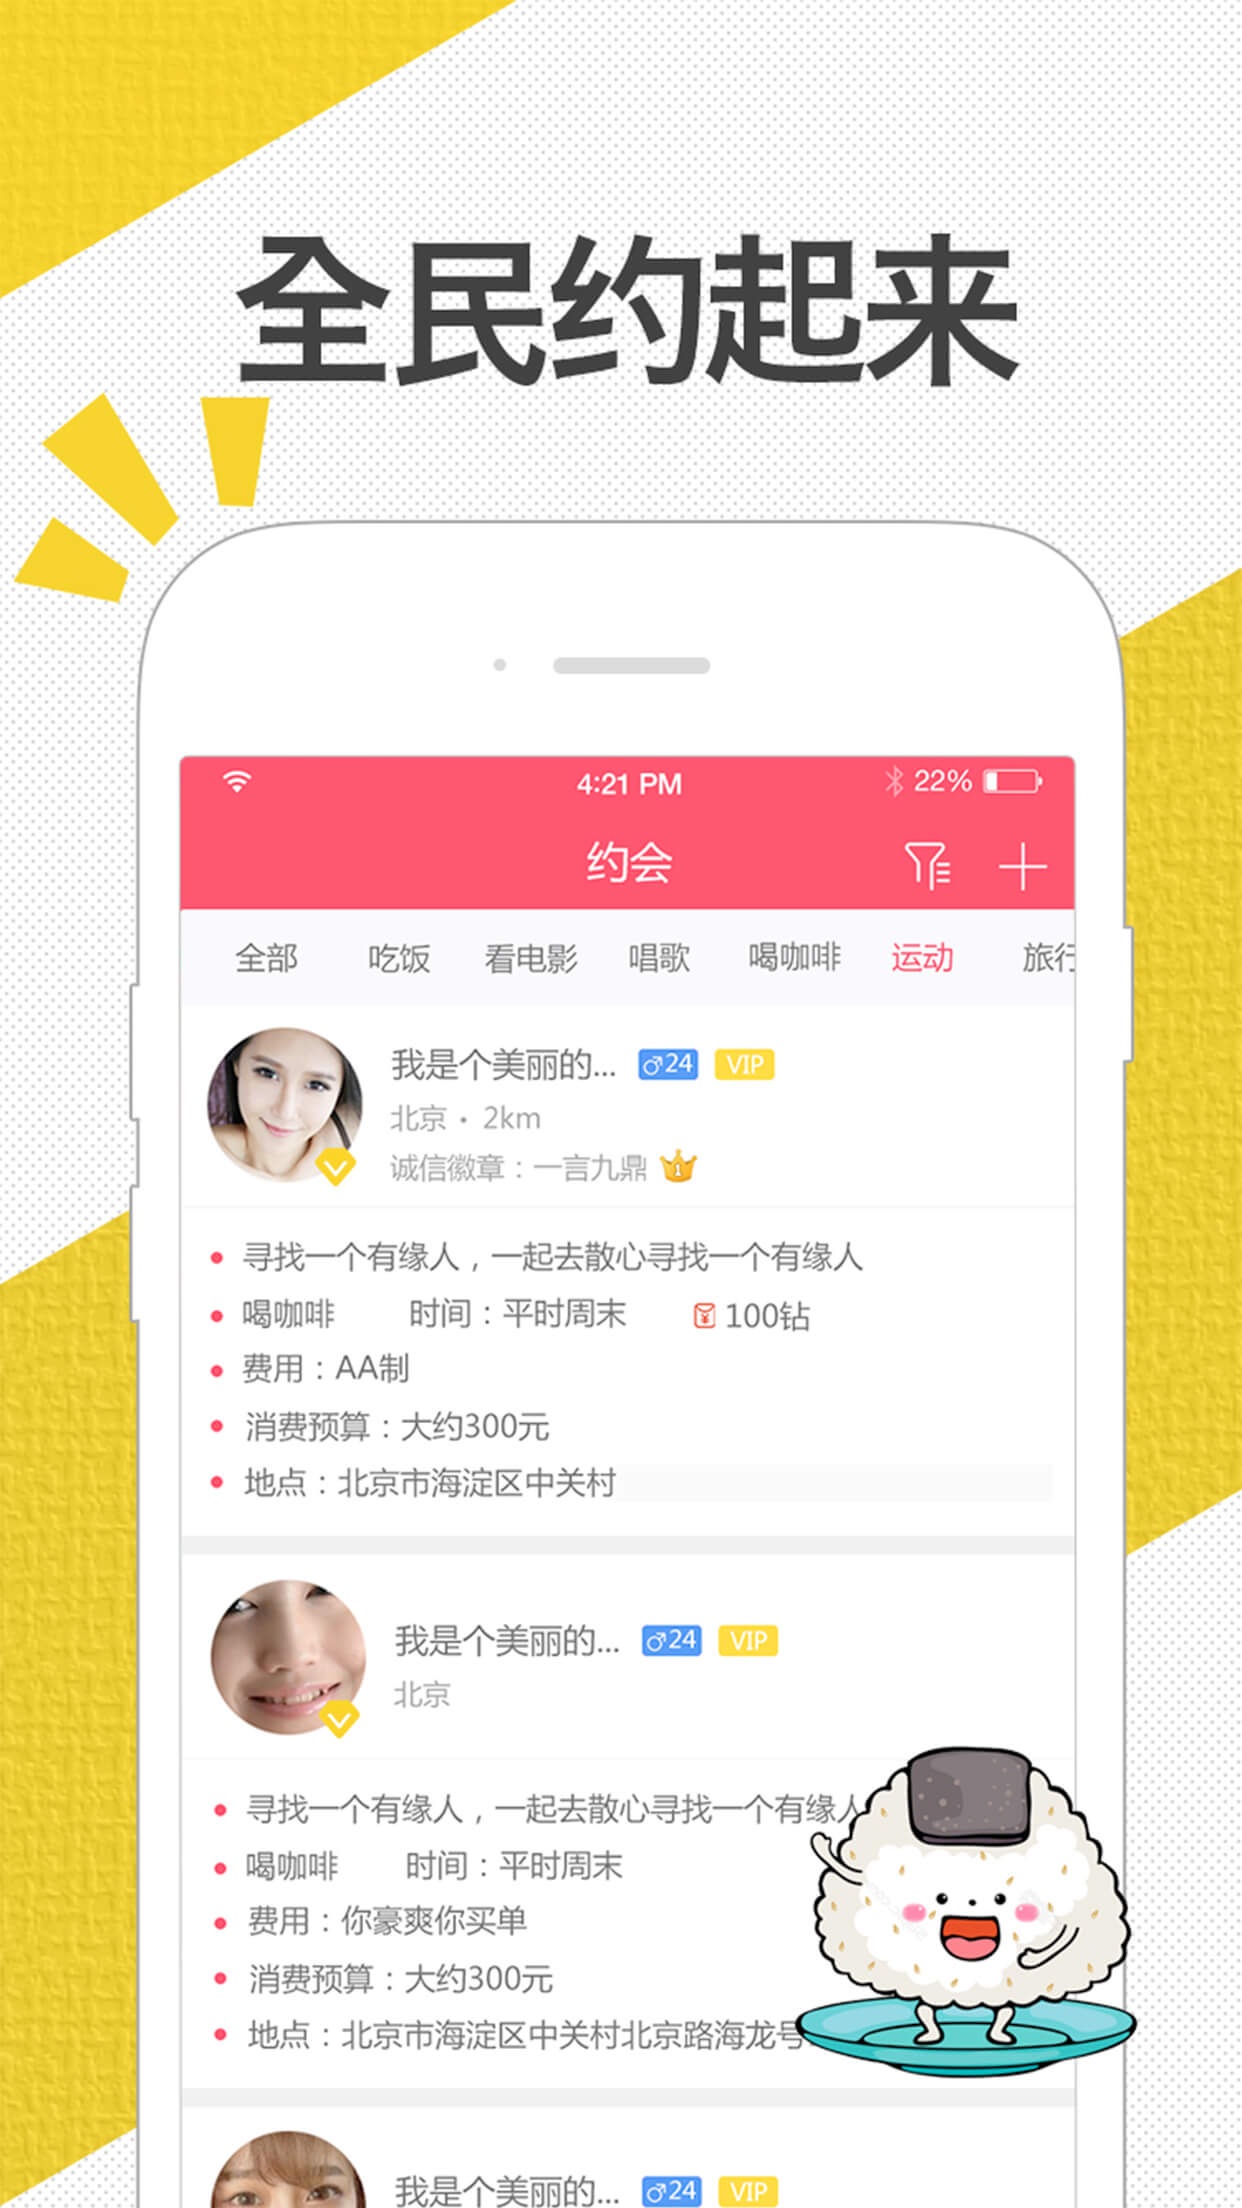 全民约起来
4:21 PM 22%
约会
全部 吃饭 看电影 唱歌 喝咖啡 运动 旅行
我是个美丽的... ♂24 VIP
北京 · 2km
诚信徽章：一言九鼎 1
寻找一个有缘人，一起去散心寻找一个有缘人
喝咖啡 时间：平时周末 100钻
费用：AA制
消费预算：大约300元
地点：北京市海淀区中关村
我是个美丽的... ♂24 VIP
北京
寻找一个有缘人，一起去散心寻找一个有缘人
喝咖啡 时间：平时周末
费用：你豪爽你买单
消费预算：大约300元
地点：北京市海淀区中关村北京路海龙号
我是个美丽的... ♂24 VIP